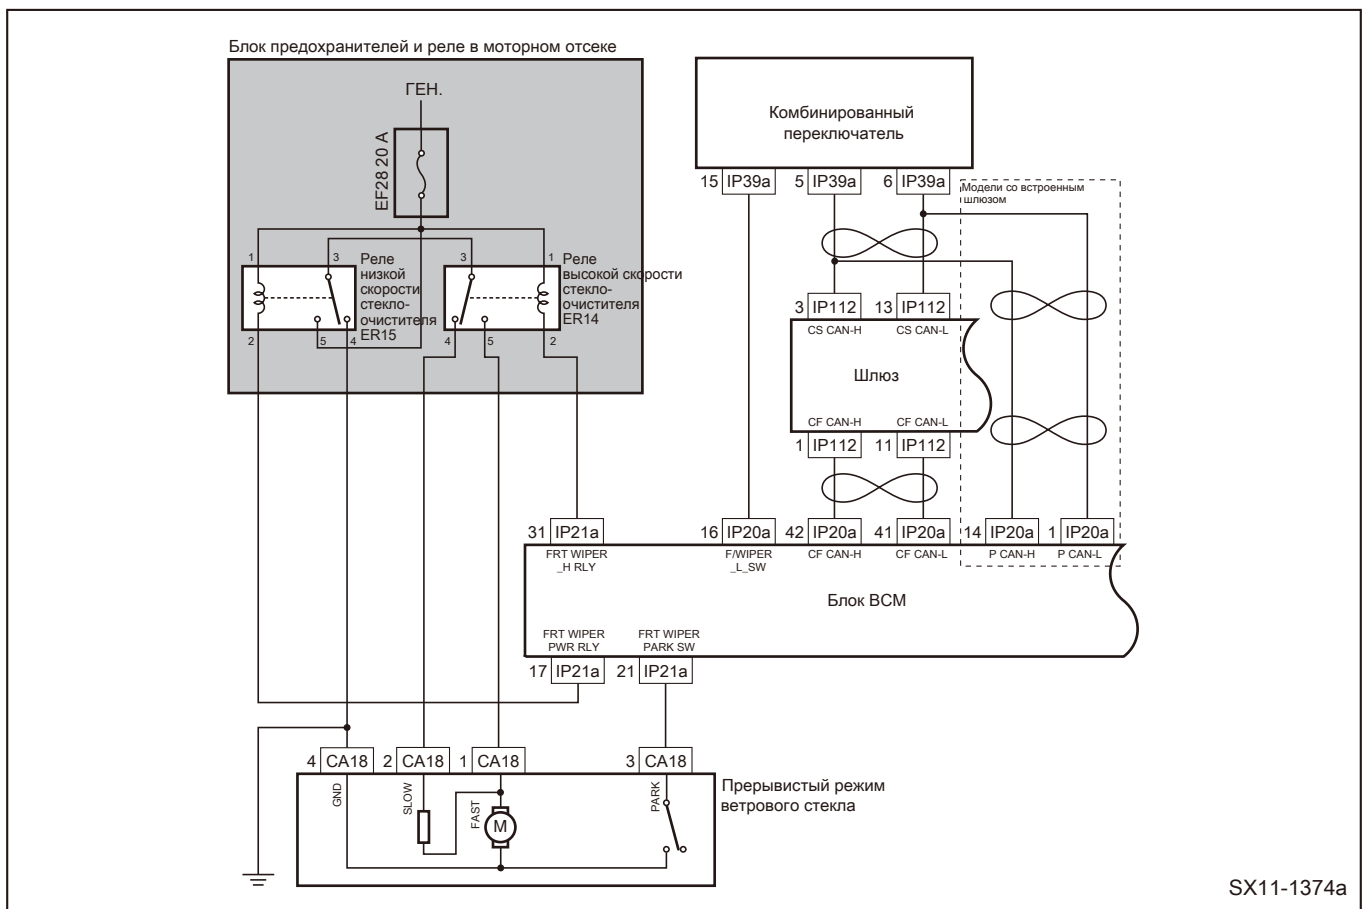 Блок предохранителей и реле в моторном отсеке
ГЕН.
EF28 20 A
1
3
Реле
низкой
скорости
стекло-
очистителя
ER15
2
5
4
3
1
Реле
высокой скорости
стекло-
очистителя
ER14
4
5
2
Комбинированный
переключатель
15 IP39a
5 IP39a
6 IP39a
Модели со встроенным
шлюзом
3 IP112
13 IP112
CS CAN-H
CS CAN-L
Шлюз
CF CAN-H
CF CAN-L
1 IP112
11 IP112
31 IP21a
16 IP20a
42 IP20a
41 IP20a
14 IP20a
1 IP20a
FRT WIPER
_H RLY
F/WIPER
_L_SW
CF CAN-H
CF CAN-L
P CAN-H
P CAN-L
Блок BCM
FRT WIPER
PWR RLY
FRT WIPER
PARK SW
17 IP21a
21 IP21a
4 CA18
2 CA18
1 CA18
3 CA18
GND
SLOW
FAST
M
PARK
Прерывистый режим
ветрового стекла
SX11-1374a